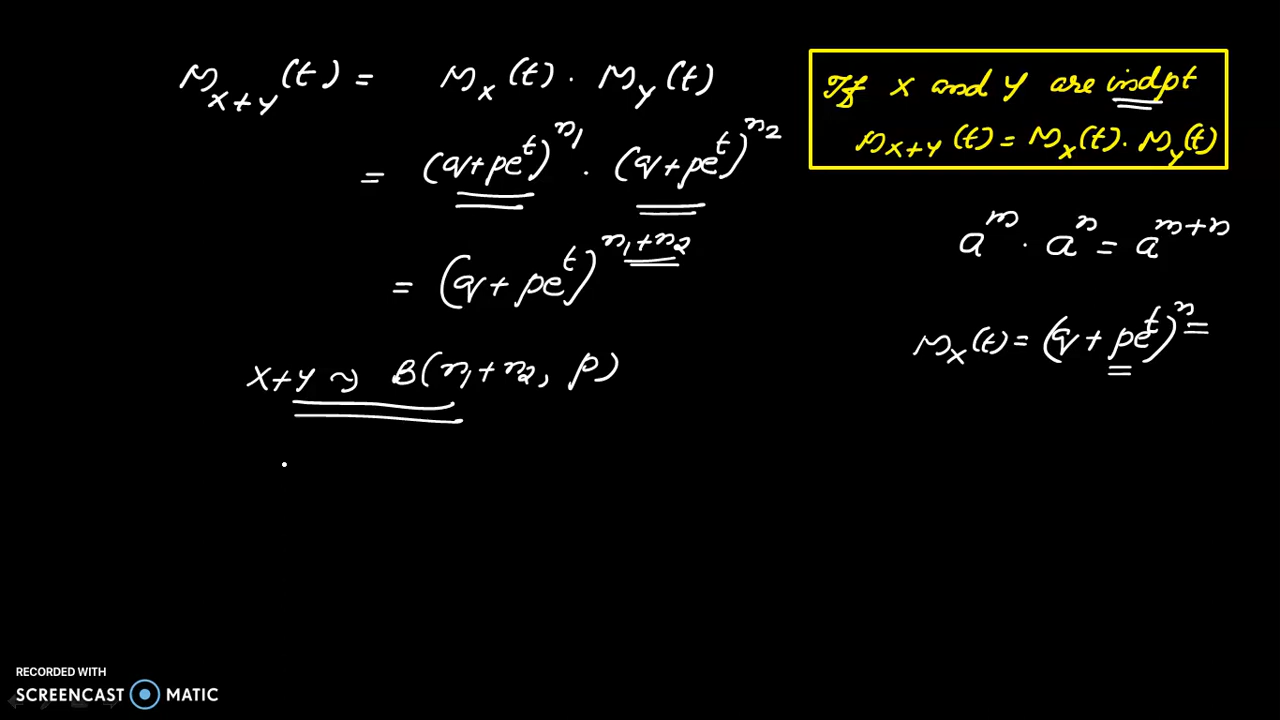 M_{X+Y}(t) = M_X(t) · M_Y(t)
= (q+pe^t)^{n_1} · (q+pe^t)^{n_2}
= (q+pe^t)^{n_1+n_2}
X+Y ~ B(n_1+n_2, p)
If X and Y are indpt
M_{X+Y}(t) = M_X(t) · M_Y(t)
a^m · a^n = a^{m+n}
M_X(t) = (q+pe^t)^n
RECORDED WITH
SCREENCAST MATIC